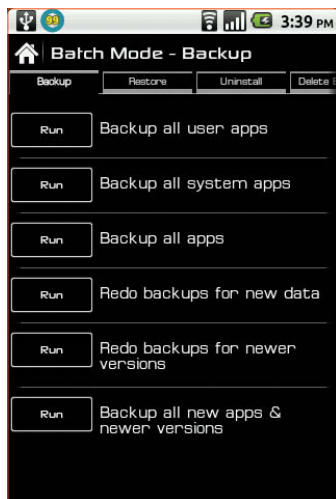 99 3:39 PM
Batch Mode - Backup
Backup Restore Uninstall Delete
Run Backup all user apps
Run Backup all system apps
Run Backup all apps
Run Redo backups for new data
Run Redo backups for newer
versions
Run Backup all new apps &
newer versions